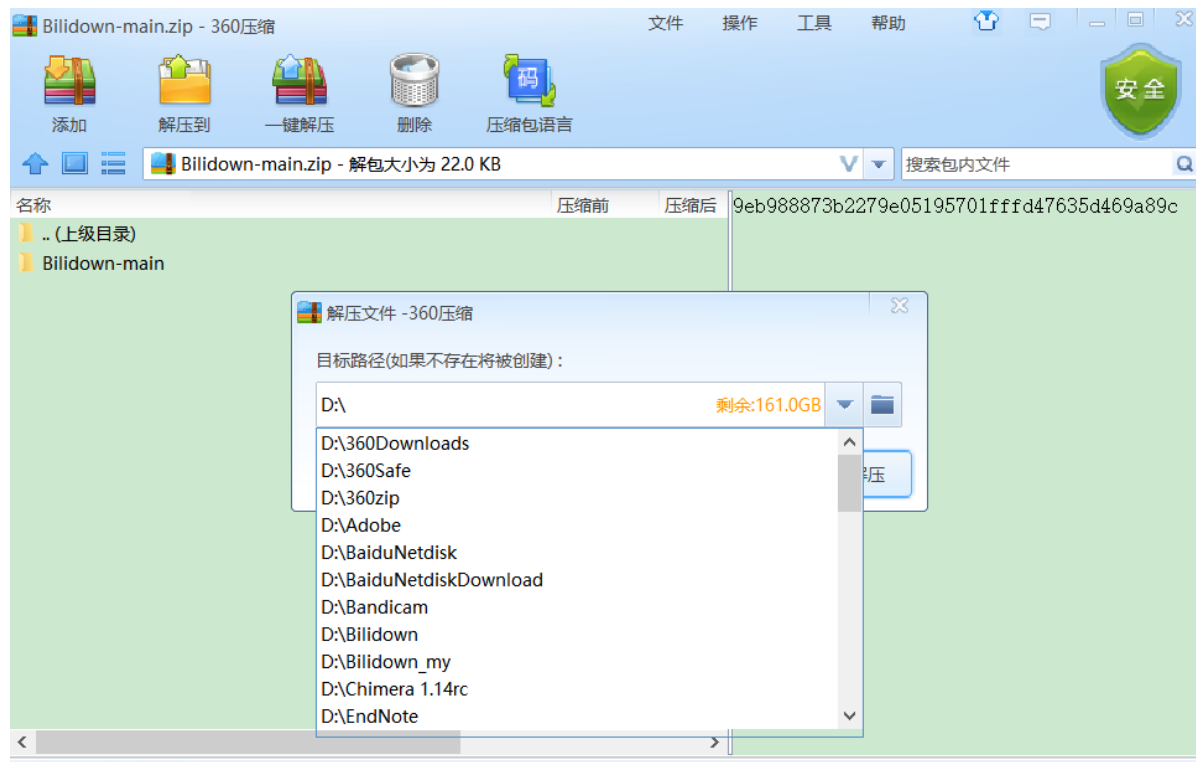 Bilidown-main.zip - 360压缩
文件 操作 工具 帮助
添加 解压到 一键解压 删除 码 压缩包语言
安全
Bilidown-main.zip - 解包大小为 22.0 KB
搜索包内文件
名称 压缩前 压缩后
9eb988873b2279e05195701fffd47635d469a89c
.. (上级目录)
Bilidown-main
解压文件 -360压缩
目标路径(如果不存在将被创建)：
D:\ 剩余:161.0GB
D:\360Downloads
D:\360Safe
D:\360zip
D:\Adobe
D:\BaiduNetdisk
D:\BaiduNetdiskDownload
D:\Bandicam
D:\Bilidown
D:\Bilidown_my
D:\Chimera 1.14rc
D:\EndNote
压